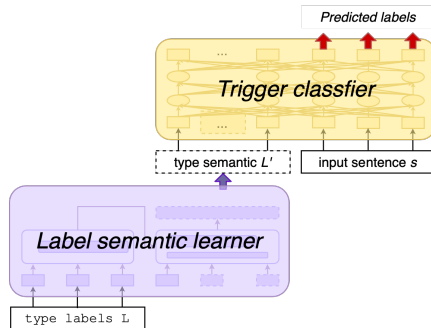 Predicted labels
...
Trigger classfier
...
type semantic L'
input sentence s
Label semantic learner
type labels L